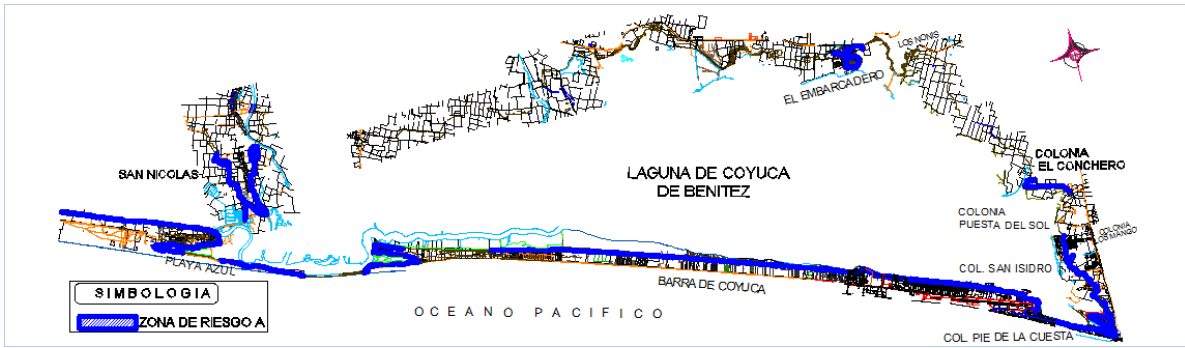 LOS NONIS
EL EMBARCADERO
SAN NICOLAS
LAGUNA DE COYUCA
DE BENITEZ
COLONIA
EL CONCHERO
COLONIA
PUESTA DEL SOL
COLONIA
MANGO
PLAYA AZUL
COL. SAN ISIDRO
BARRA DE COYUCA
SIMBOLOGIA
ZONA DE RIESGO A
OCEANO PACIFICO
COL. PIE DE LA CUESTA